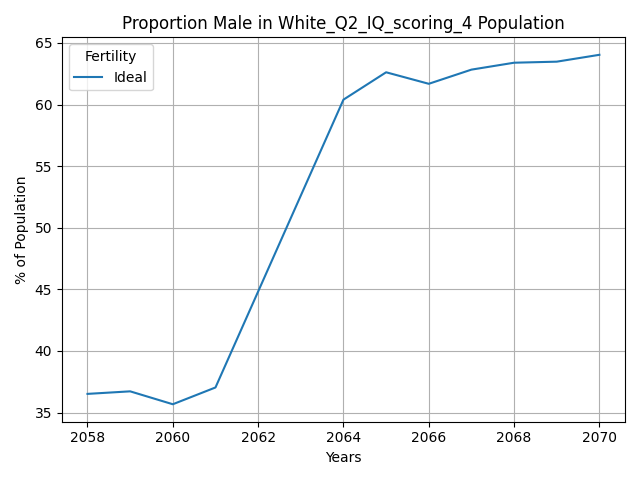 Proportion Male in White_Q2_IQ_scoring_4 Population
Fertility
Ideal
% of Population
65
60
55
50
45
40
35
2058 2060 2062 2064 2066 2068 2070
Years